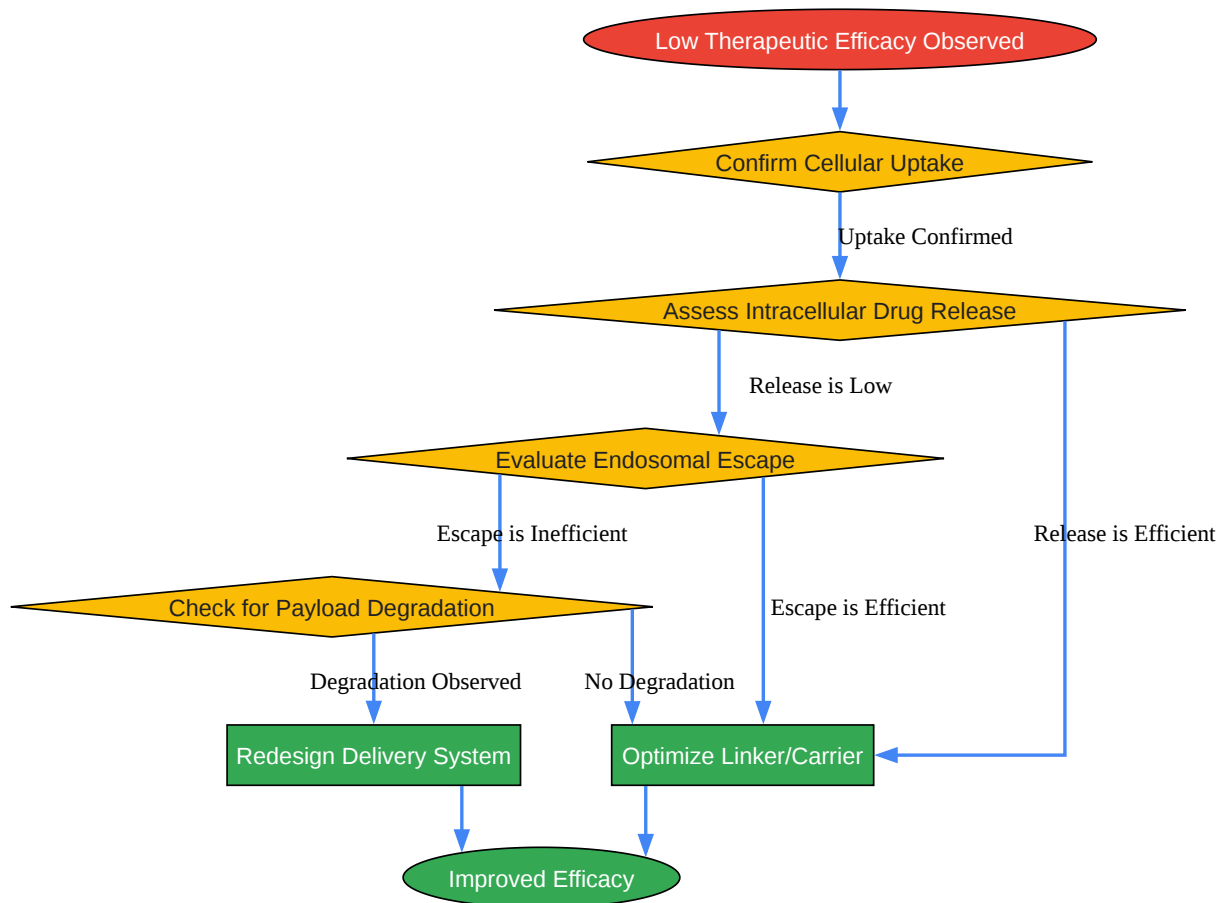 Low Therapeutic Efficacy Observed
Confirm Cellular Uptake
Uptake Confirmed
Assess Intracellular Drug Release
Release is Low
Evaluate Endosomal Escape
Escape is Inefficient
Release is Efficient
Check for Payload Degradation
Escape is Efficient
Degradation Observed
No Degradation
Redesign Delivery System
Optimize Linker/Carrier
Improved Efficacy